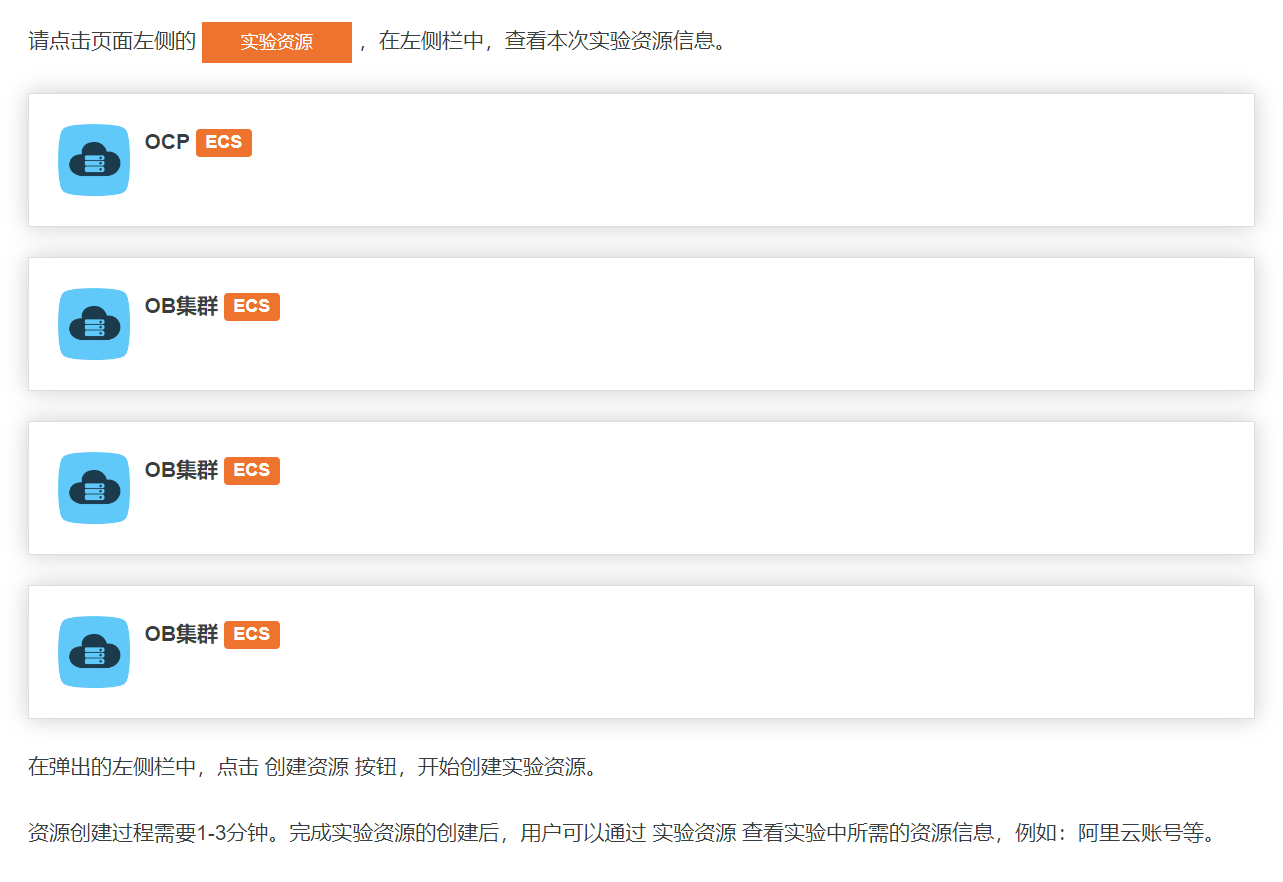 请点击页面左侧的 实验资源 ，在左侧栏中，查看本次实验资源信息。
OCP ECS
OB集群 ECS
OB集群 ECS
OB集群 ECS
在弹出的左侧栏中，点击 创建资源 按钮，开始创建实验资源。
资源创建过程需要1-3分钟。完成实验资源的创建后，用户可以通过 实验资源 查看实验中所需的资源信息，例如：阿里云账号等。